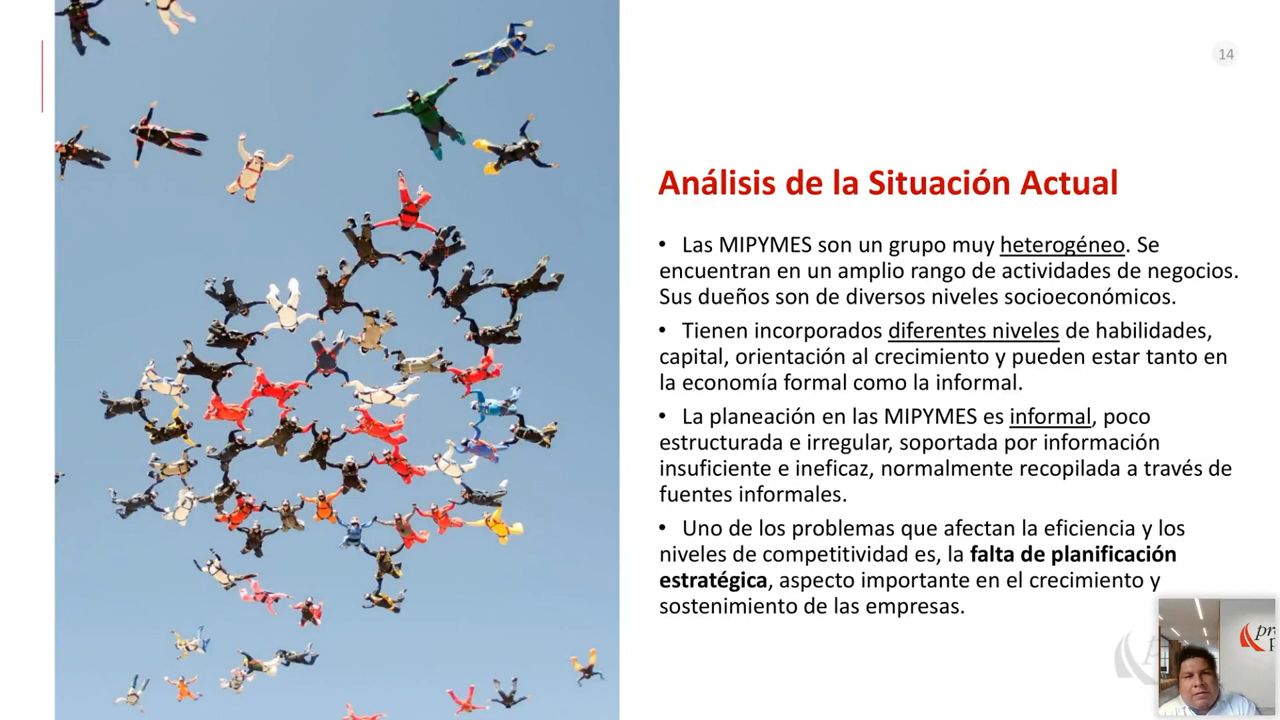 14
Análisis de la Situación Actual
• Las MIPYMES son un grupo muy heterogéneo. Se
encuentran en un amplio rango de actividades de negocios.
Sus dueños son de diversos niveles socioeconómicos.
• Tienen incorporados diferentes niveles de habilidades,
capital, orientación al crecimiento y pueden estar tanto en
la economía formal como la informal.
• La planeación en las MIPYMES es informal, poco
estructurada e irregular, soportada por información
insuficiente e ineficaz, normalmente recopilada a través de
fuentes informales.
• Uno de los problemas que afectan la eficiencia y los
niveles de competitividad es, la falta de planificación
estratégica, aspecto importante en el crecimiento y
sostenimiento de las empresas.